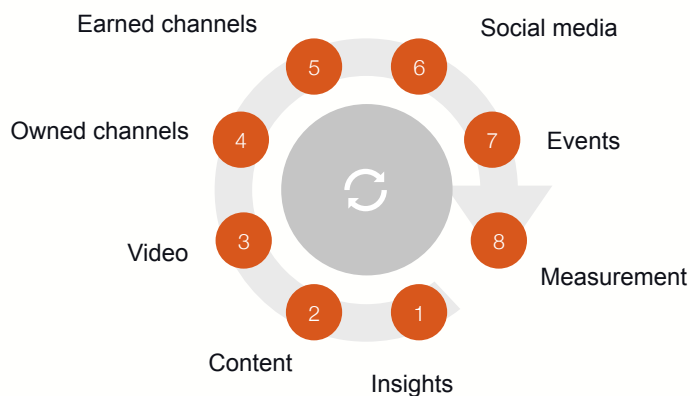 Earned channels
Social media
5
6
Owned channels
4
7
Events
Video
3
8
Measurement
2
1
Content
Insights